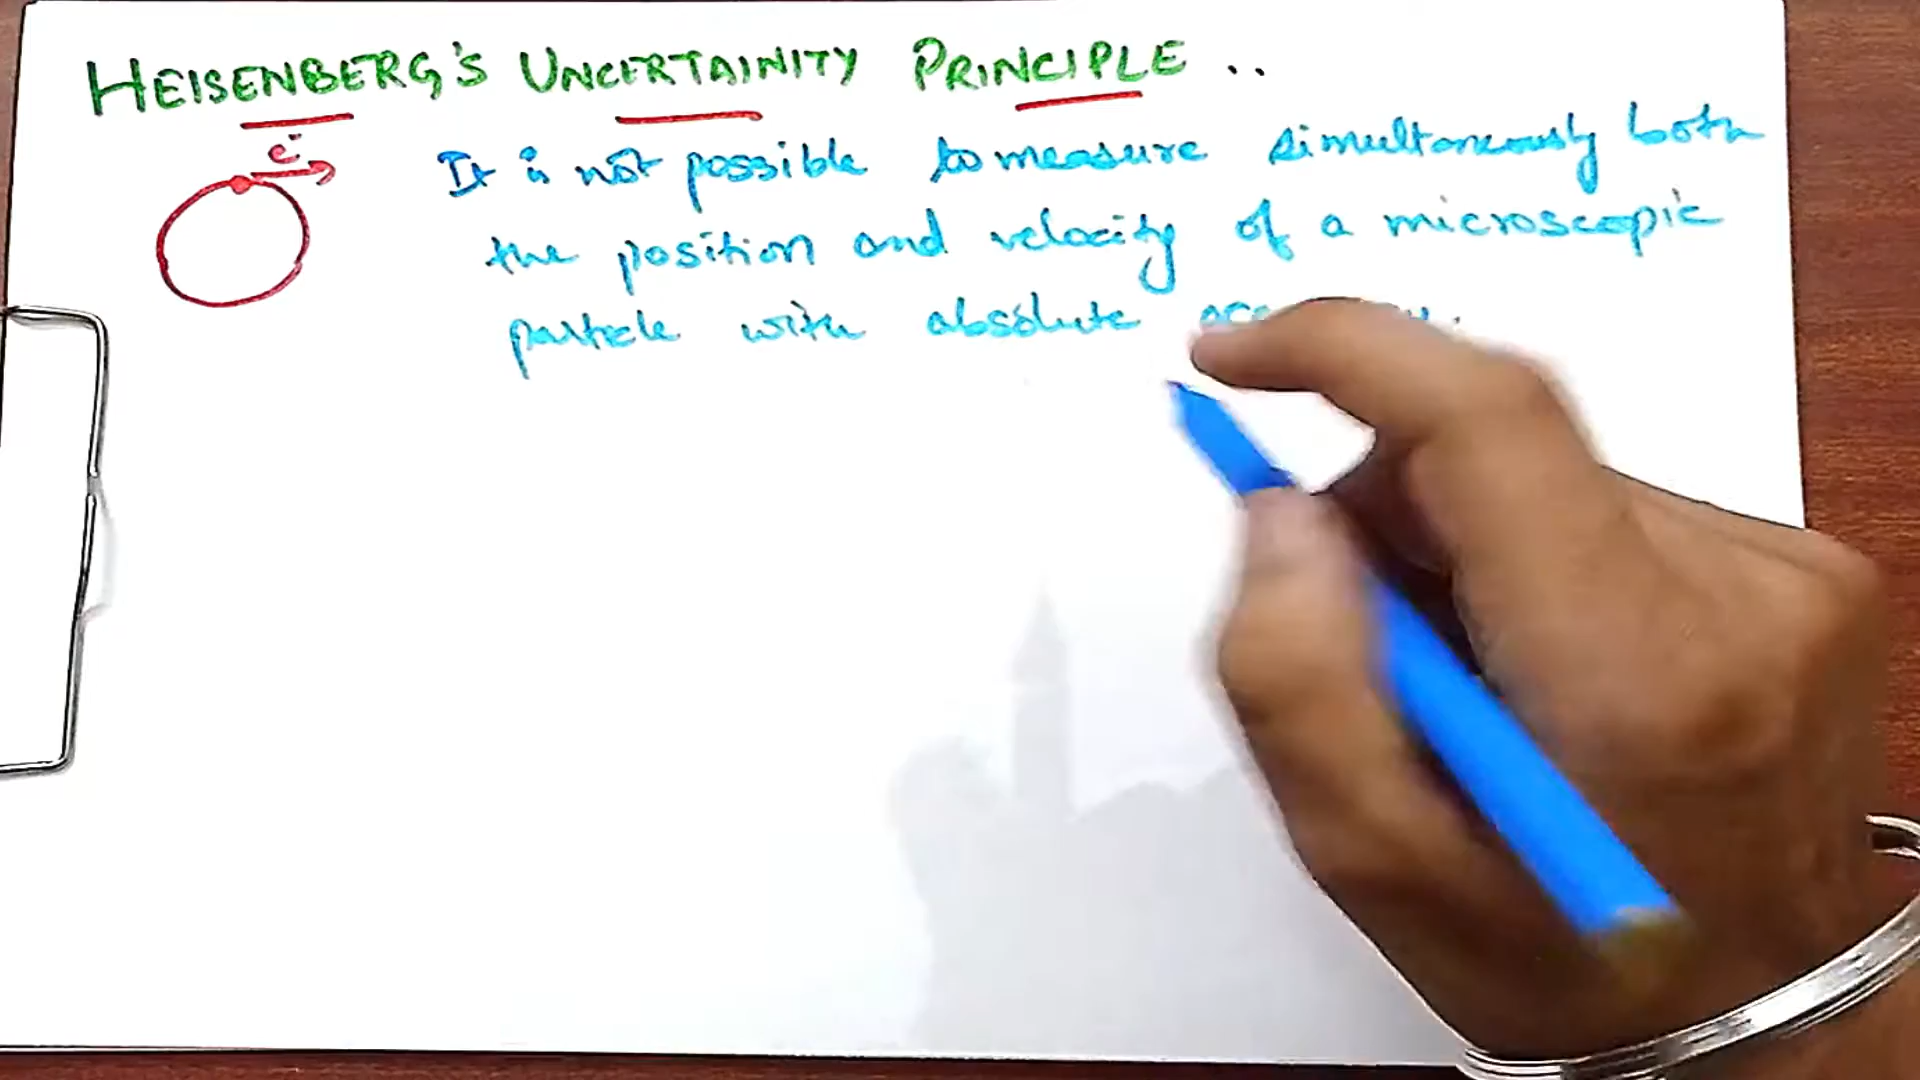 HEISENBERG'S UNCERTAINITY PRINCIPLE ..
e⁻
It is not possible to measure simultaneously both
the position and velocity of a microscopic
particle with absolute